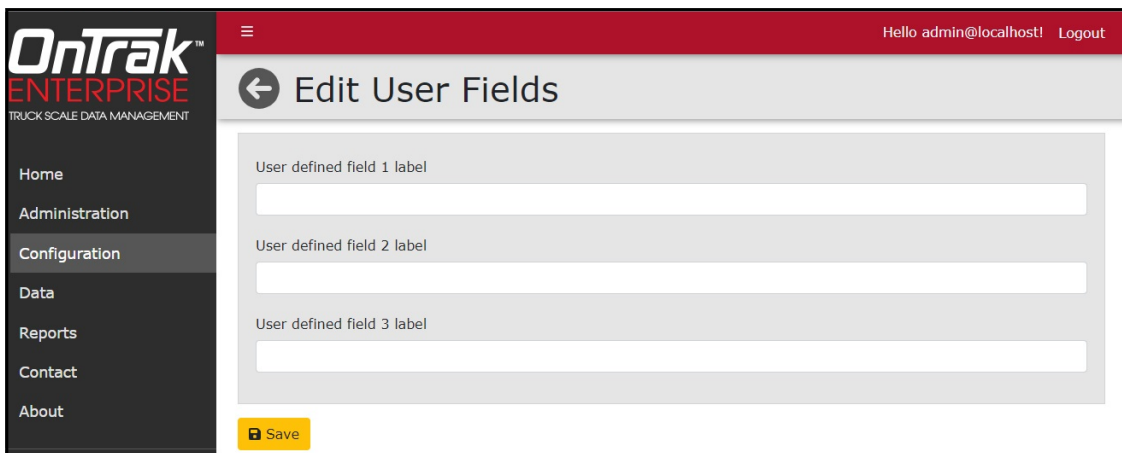 OnTrak™
ENTERPRISE
TRUCK SCALE DATA MANAGEMENT
Home
Administration
Configuration
Data
Reports
Contact
About
Hello admin@localhost! Logout
Edit User Fields
User defined field 1 label
User defined field 2 label
User defined field 3 label
Save